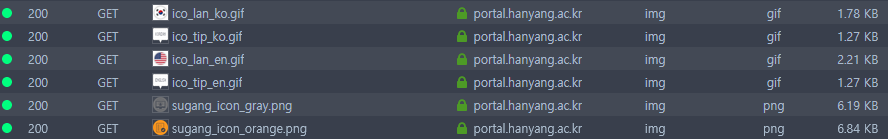 200 GET ico_lan_ko.gif portal.hanyang.ac.kr img gif 1.78 KB
200 GET ico_tip_ko.gif portal.hanyang.ac.kr img gif 1.27 KB
200 GET ico_lan_en.gif portal.hanyang.ac.kr img gif 2.21 KB
200 GET ico_tip_en.gif portal.hanyang.ac.kr img gif 1.27 KB
200 GET sugang_icon_gray.png portal.hanyang.ac.kr img png 6.19 KB
200 GET sugang_icon_orange.png portal.hanyang.ac.kr img png 6.84 KB